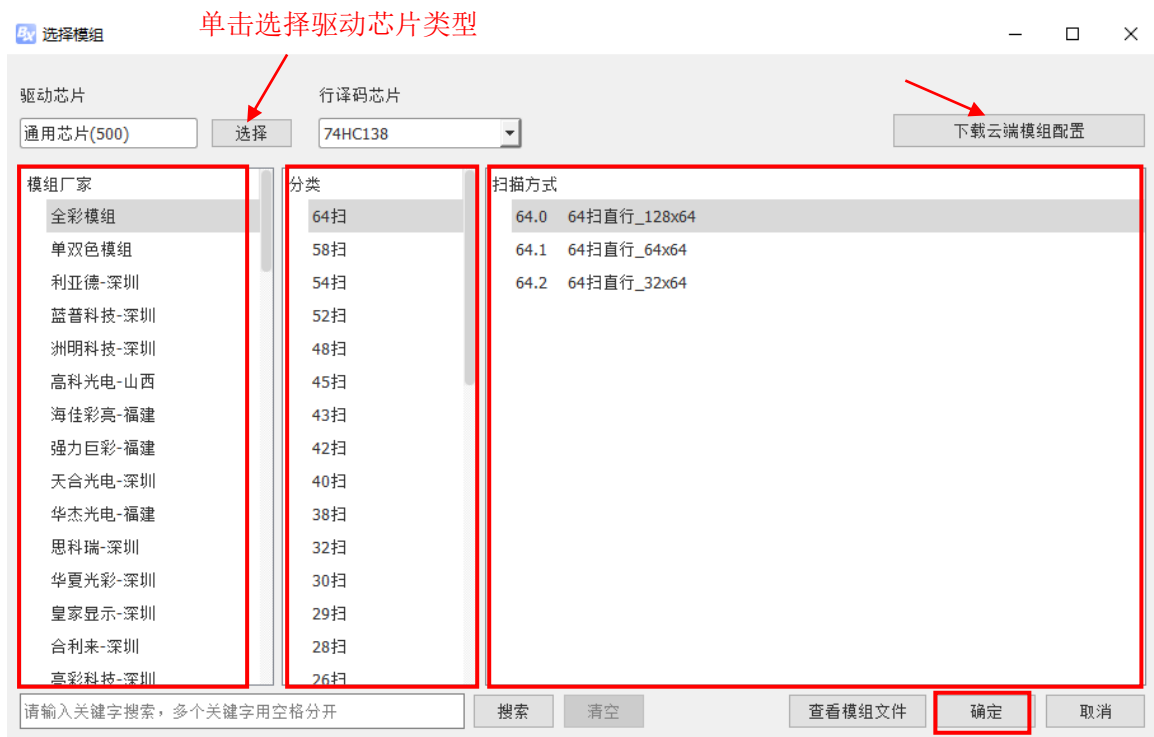 单击选择驱动芯片类型
BX 选择模组
驱动芯片
行译码芯片
通用芯片(500)
选择
74HC138
下载云端模组配置
模组厂家
全彩模组
单双色模组
利亚德-深圳
蓝普科技-深圳
洲明科技-深圳
高科光电-山西
海佳彩亮-福建
强力巨彩-福建
天合光电-深圳
华杰光电-福建
思科瑞-深圳
华夏光彩-深圳
皇家显示-深圳
合利来-深圳
高彩科技-深圳
分类
64扫
58扫
54扫
52扫
48扫
45扫
43扫
42扫
40扫
38扫
32扫
30扫
29扫
28扫
26扫
扫描方式
64.0 64扫直行_128x64
64.1 64扫直行_64x64
64.2 64扫直行_32x64
请输入关键字搜索，多个关键字用空格分开
搜索
清空
查看模组文件
确定
取消